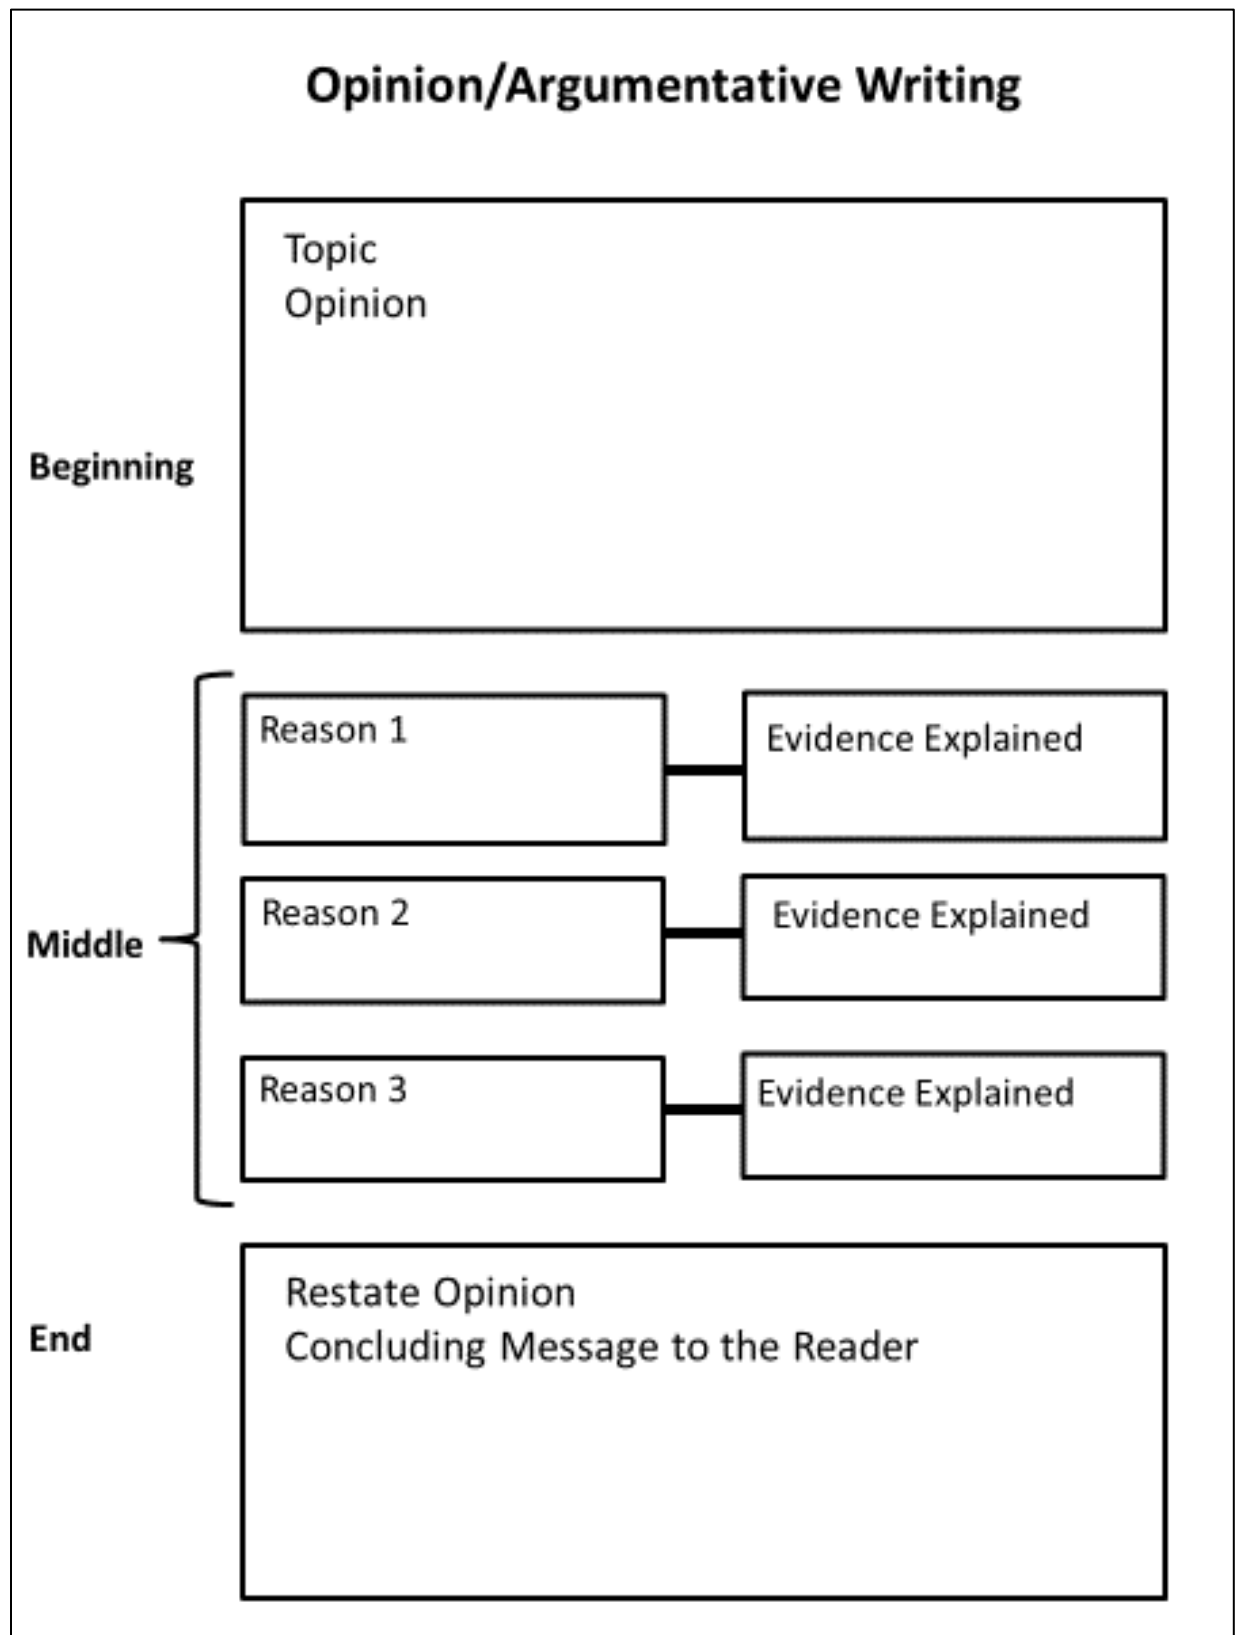 Opinion/Argumentative Writing
Topic
Opinion
Beginning
Reason 1
Evidence Explained
Reason 2
Evidence Explained
Middle
Reason 3
Evidence Explained
Restate Opinion
End
Concluding Message to the Reader